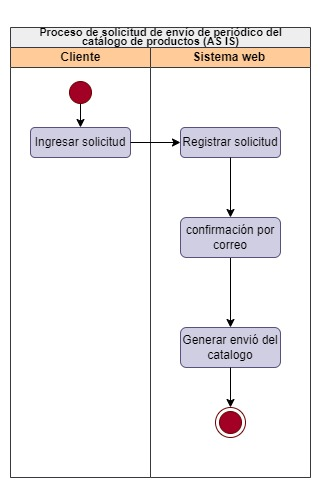 Proceso de solicitud de envío de periódico del
catálogo de productos (AS IS)
Cliente
Sistema web
Ingresar solicitud
Registrar solicitud
confirmación por
correo
Generar envió del
catalogo